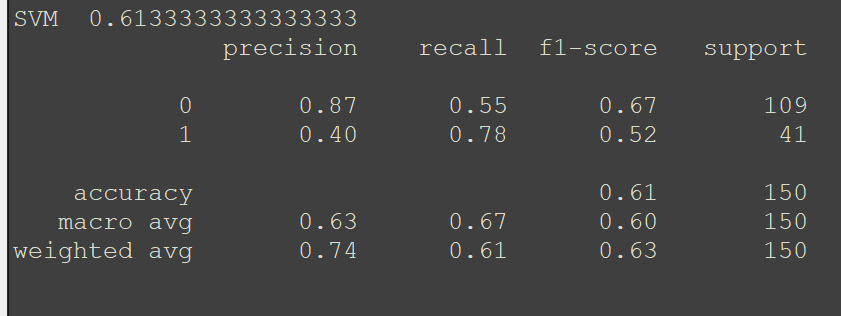 SVM 0.6133333333333333
precision recall f1-score support
0 0.87 0.55 0.67 109
1 0.40 0.78 0.52 41
accuracy 0.61 150
macro avg 0.63 0.67 0.60 150
weighted avg 0.74 0.61 0.63 150